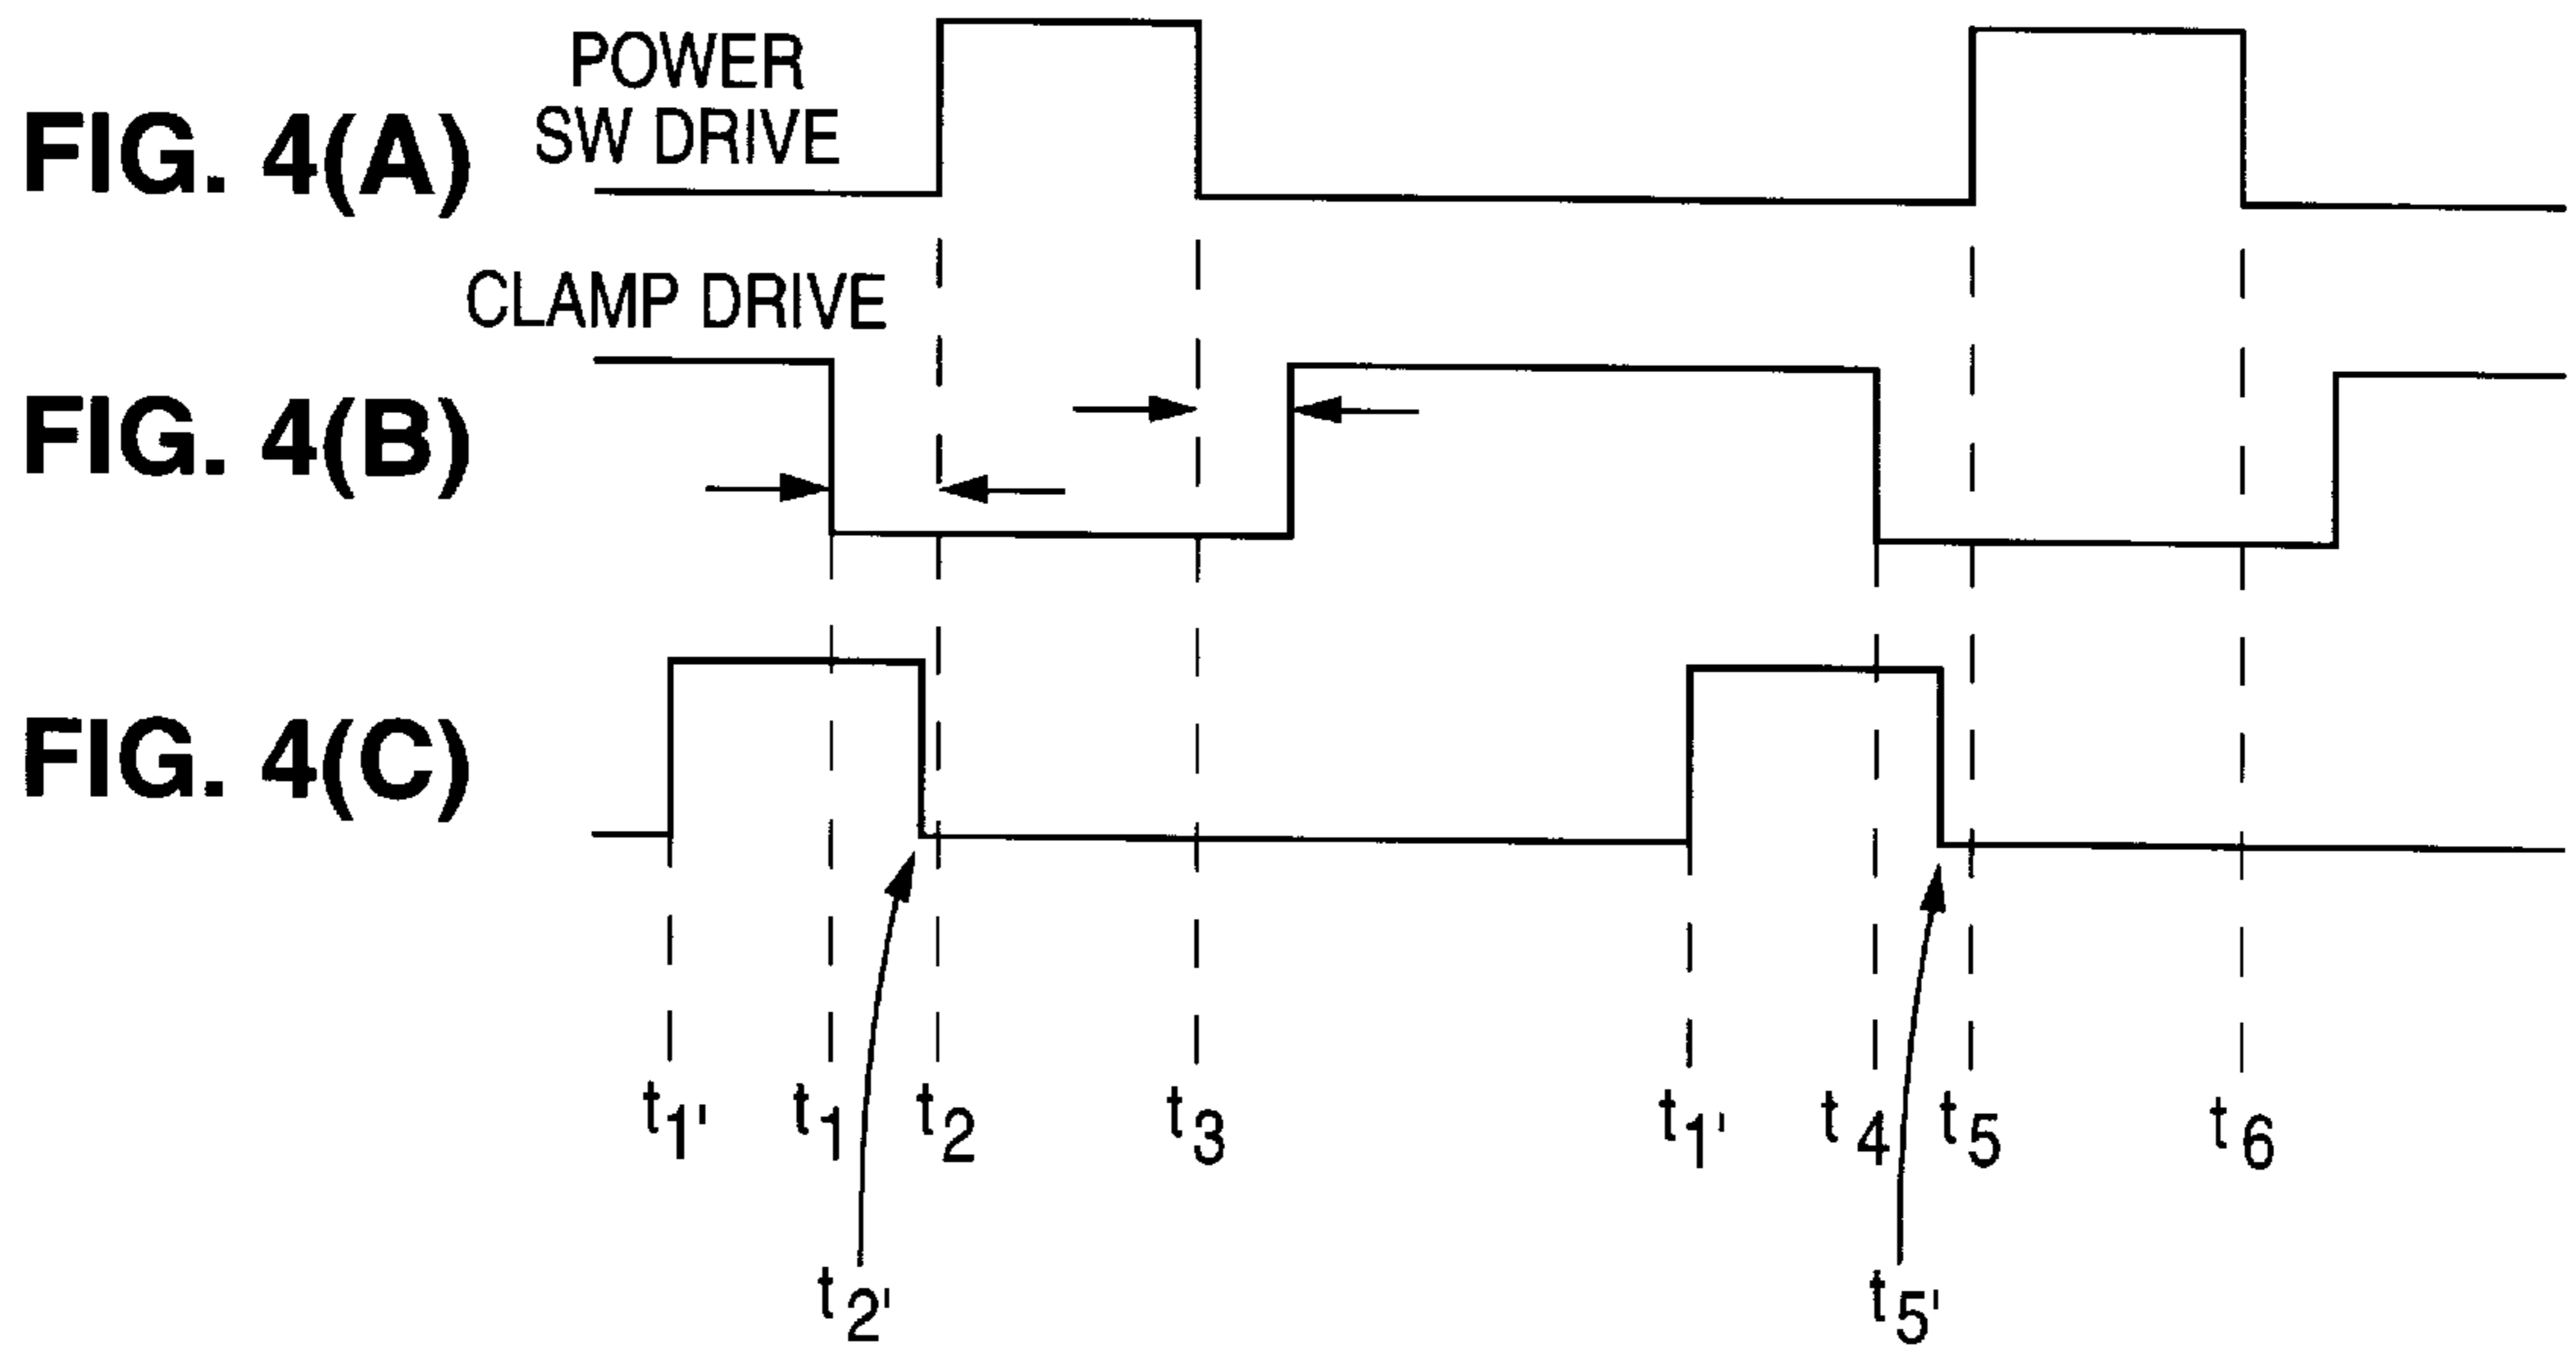 FIG. 4(A)
POWER
SW DRIVE
CLAMP DRIVE
FIG. 4(B)
FIG. 4(C)
t1' t1 t2 t3 t1' t4 t5 t6
t2' t5'